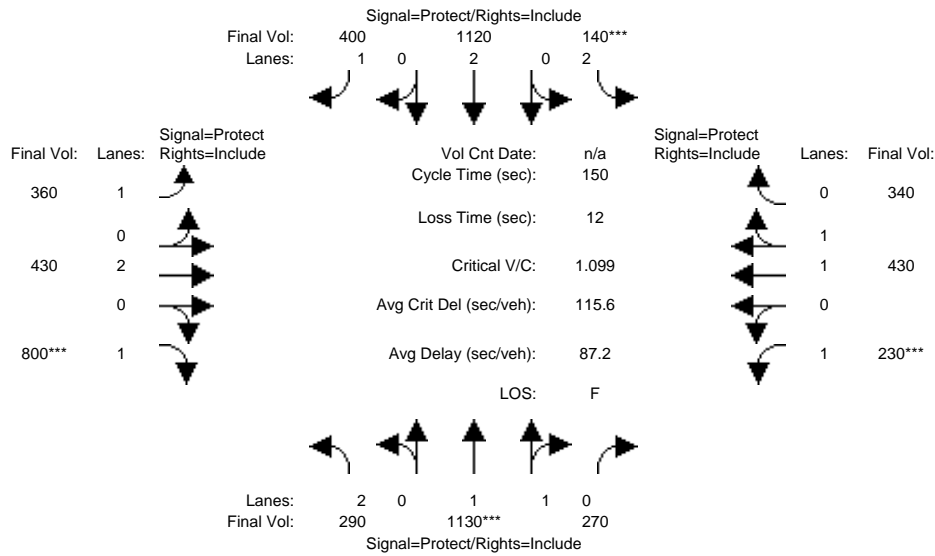 Signal=Protect/Rights=Include
Final Vol: 400 1120 140***
Lanes: 1 0 2 0 2
Signal=Protect Signal=Protect
Final Vol: Lanes: Rights=Include Vol Cnt Date: n/a Rights=Include Lanes: Final Vol:
Cycle Time (sec): 150
360 1 0 340
Loss Time (sec): 12
0 1
430 2 Critical V/C: 1.099 1 430
0 Avg Crit Del (sec/veh): 115.6 0
800*** 1 Avg Delay (sec/veh): 87.2 1 230***
LOS: F
Lanes: 2 0 1 1 0
Final Vol: 290 1130*** 270
Signal=Protect/Rights=Include